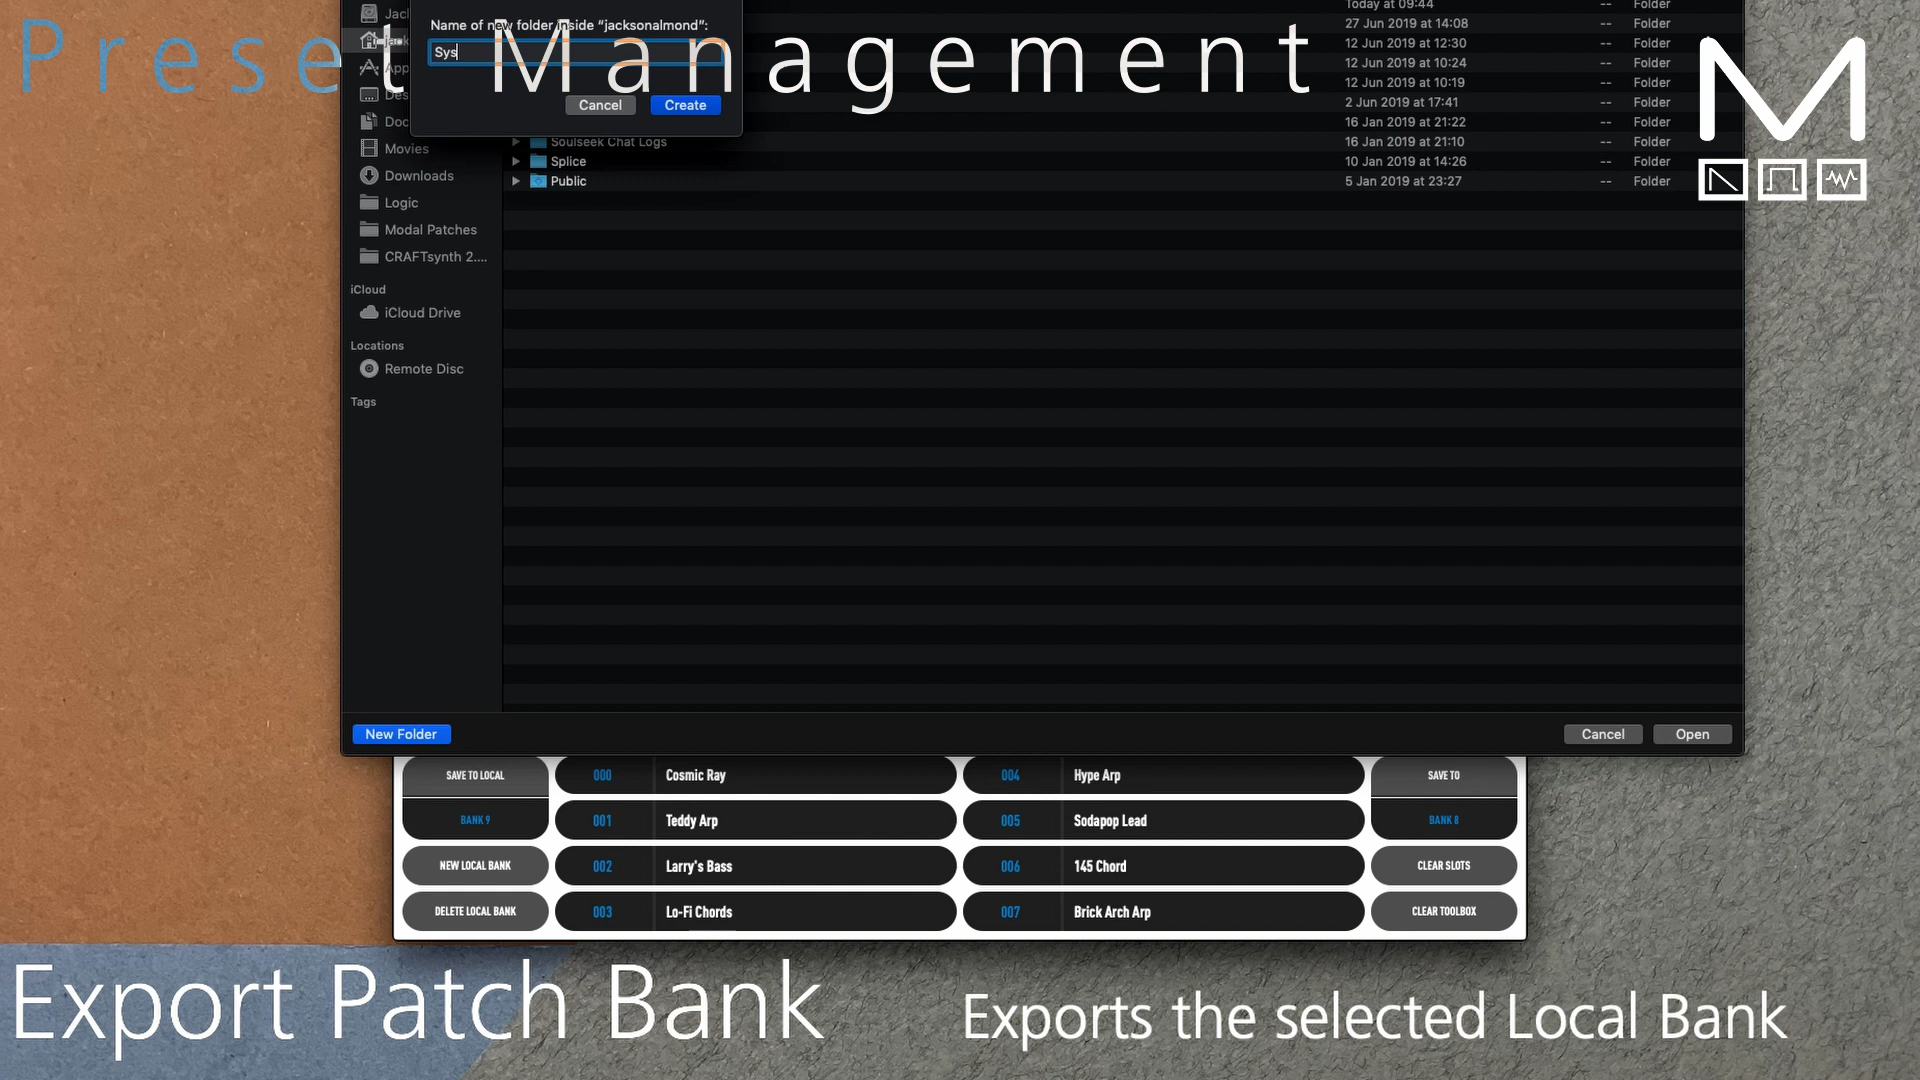 Preset Management
Name of new folder inside “jacksonalmond”:
Sys
Cancel
Create
Jac
App
Des
Doc
Movies
Downloads
Logic
Modal Patches
CRAFTsynth 2....
iCloud
iCloud Drive
Locations
Remote Disc
Tags
Today at 09:44 -- Folder
27 Jun 2019 at 14:08 -- Folder
12 Jun 2019 at 12:30 -- Folder
12 Jun 2019 at 10:24 -- Folder
12 Jun 2019 at 10:19 -- Folder
2 Jun 2019 at 17:41 -- Folder
16 Jan 2019 at 21:22 -- Folder
Soulseek Chat Logs 16 Jan 2019 at 21:10 -- Folder
Splice 10 Jan 2019 at 14:26 -- Folder
Public 5 Jan 2019 at 23:27 -- Folder
New Folder
Cancel
Open
SAVE TO LOCAL 000 Cosmic Ray 004 Hype Arp SAVE TO
BANK 9 001 Teddy Arp 005 Sodapop Lead BANK 8
NEW LOCAL BANK 002 Larry's Bass 006 145 Chord CLEAR SLOTS
DELETE LOCAL BANK 003 Lo-Fi Chords 007 Brick Arch Arp CLEAR TOOLBOX
Export Patch Bank
Exports the selected Local Bank